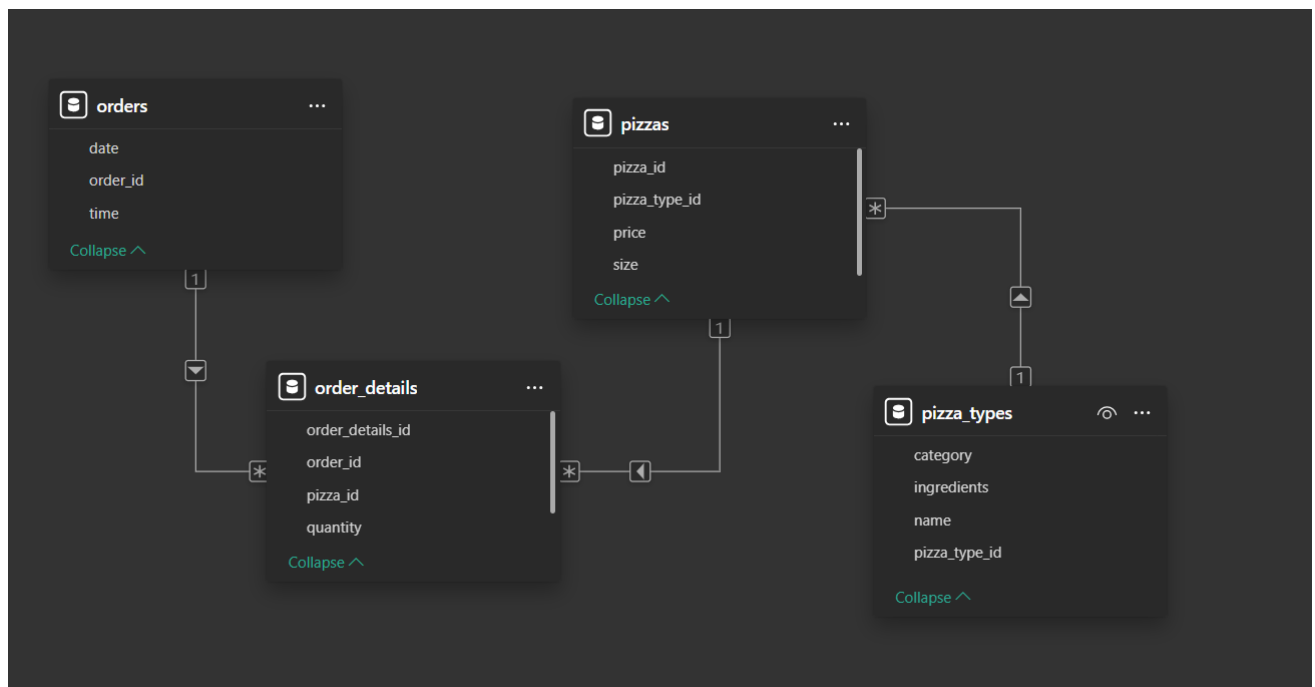 orders
...
date
order_id
time
Collapse
1
*
order_details
...
order_details_id
order_id
pizza_id
quantity
Collapse
*
pizzas
...
pizza_id
pizza_type_id
price
size
Collapse
1
*
1
pizza_types
...
category
ingredients
name
pizza_type_id
Collapse